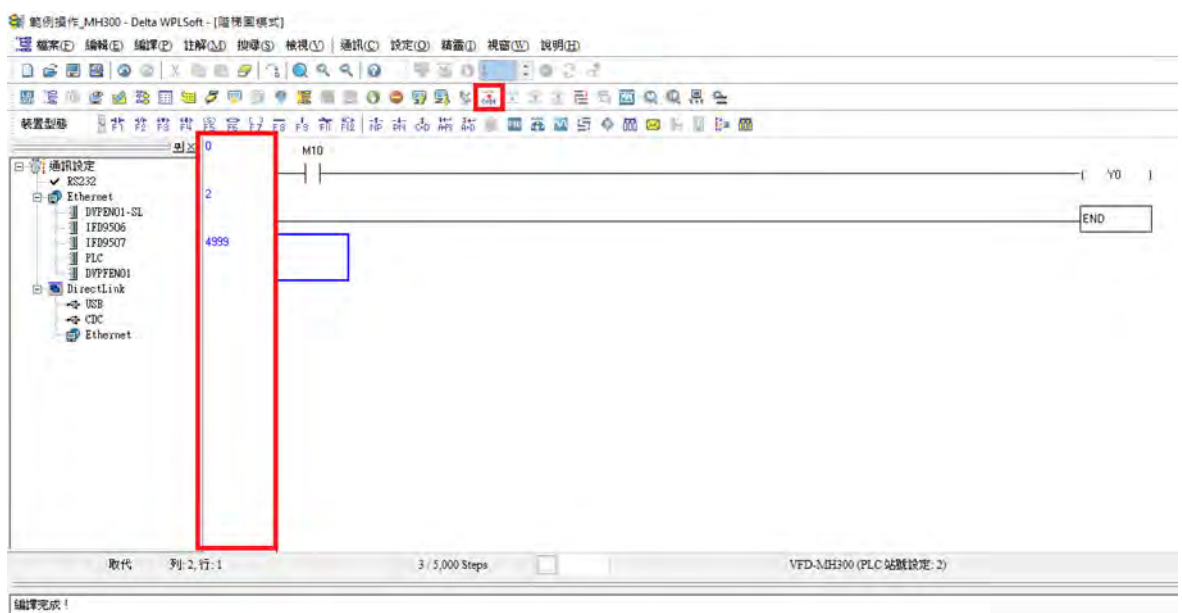 範例操作_MH300 - Delta WPLSoft - [階梯圖模式]
檔案(F) 編輯(E) 編譯(P) 註解(M) 搜尋(S) 檢視(V) 通訊(C) 設定(O) 精靈(I) 視窗(W) 說明(H)
裝置型態
通訊設定
RS232
Ethernet
DVPEN01-SL
IFD9506
IFD9507
PLC
DVPFEN01
DirectLink
USB
CDC
Ethernet
0 M10 Y0
2 END
4999
取代 列: 2, 行: 1 3 / 5,000 Steps VFD-MH300 (PLC 站號設定: 2)
編譯完成！